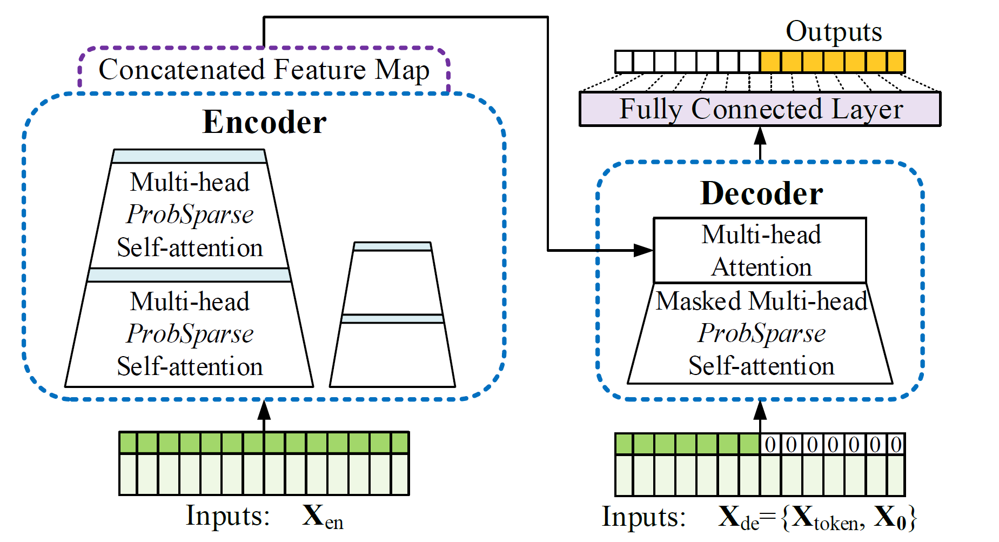 Concatenated Feature Map
Encoder
Multi-head
ProbSparse
Self-attention
Multi-head
ProbSparse
Self-attention
Inputs: Xen
Outputs
Fully Connected Layer
Decoder
Multi-head
Attention
Masked Multi-head
ProbSparse
Self-attention
0 0 0 0 0 0 0
Inputs: Xde={Xtoken, X0}